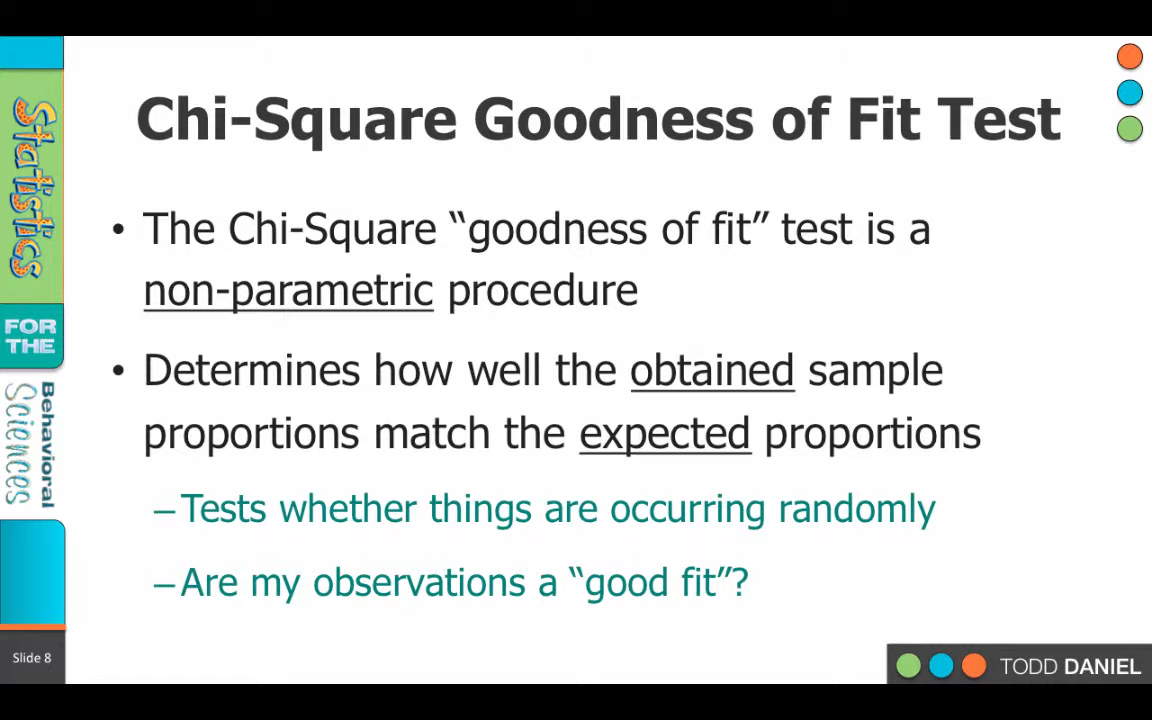 Statistics
FOR THE
Behavioral
Sciences
Chi-Square Goodness of Fit Test
• The Chi-Square “goodness of fit” test is a
non-parametric procedure
• Determines how well the obtained sample
proportions match the expected proportions
– Tests whether things are occurring randomly
– Are my observations a “good fit”?
Slide 8
TODD DANIEL